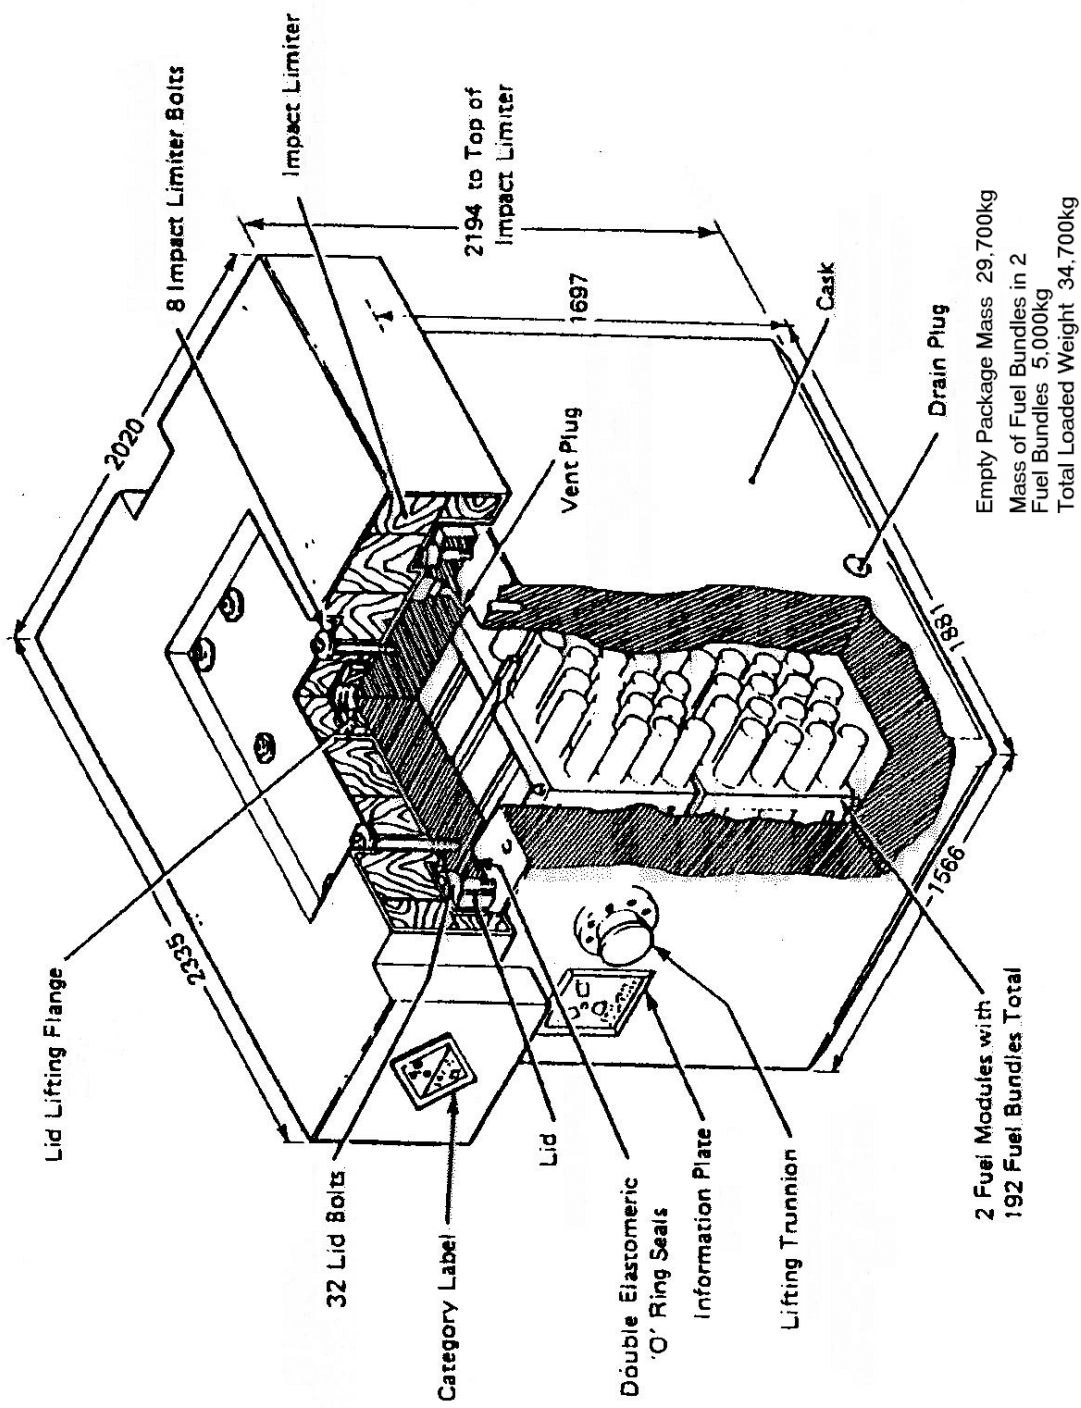 Lid Lifting Flange
8 Impact Limiter Bolts
Impact Limiter
2020
2335
2194 to Top of
Impact Limiter
1697
32 Lid Bolts
Category Label
Vent Plug
Lid
Double Elastomeric
'O' Ring Seals
Information Plate
Lifting Trunnion
Cask
Drain Plug
1881
1566
2 Fuel Modules with
192 Fuel Bundles Total
Empty Package Mass 29,700kg
Mass of Fuel Bundles in 2
Fuel Bundles 5,000kg
Total Loaded Weight 34,700kg